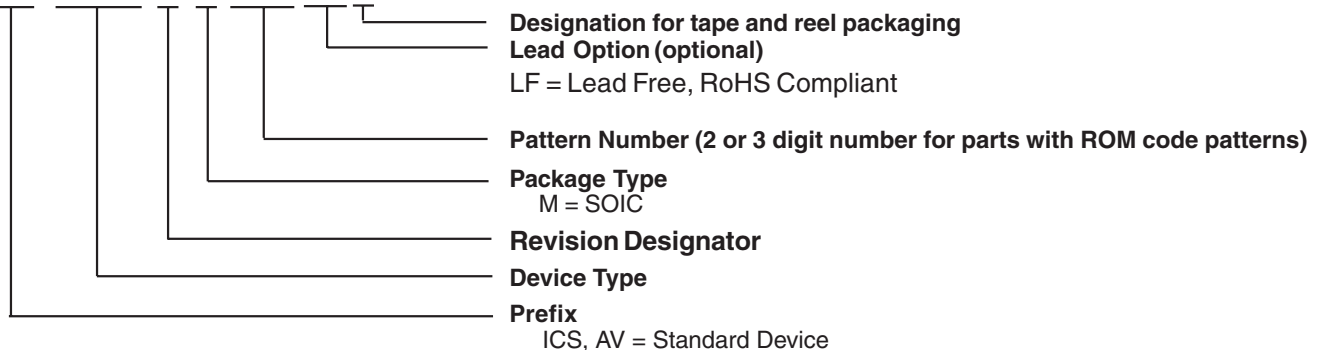 Designation for tape and reel packaging
Lead Option (optional)
LF = Lead Free, RoHS Compliant
Pattern Number (2 or 3 digit number for parts with ROM code patterns)
Package Type
M = SOIC
Revision Designator
Device Type
Prefix
ICS, AV = Standard Device